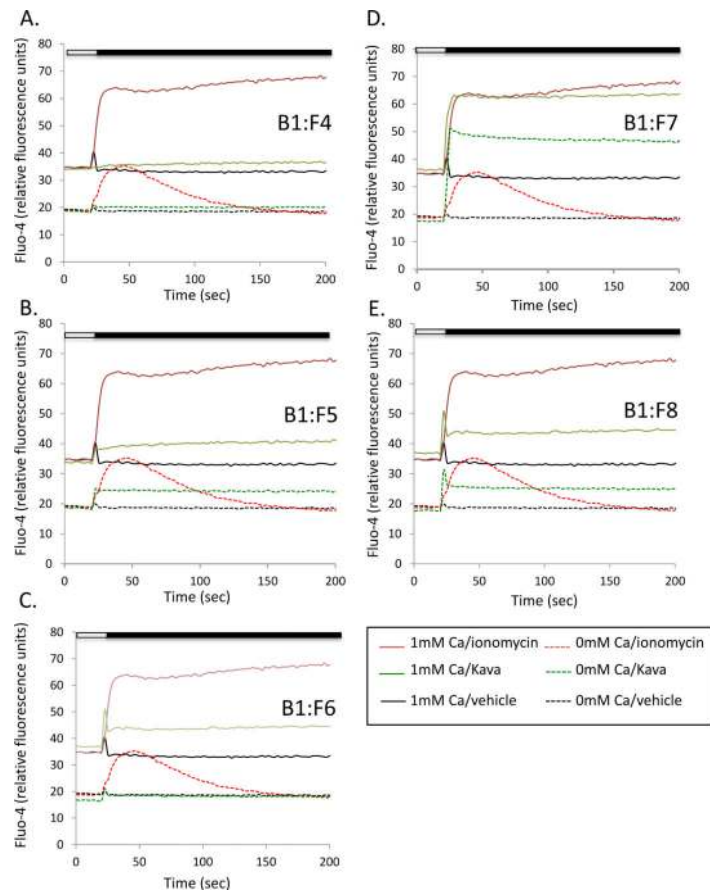 A.
80
70
60
50
40
30
20
10
0
Fluo-4 (relative fluorescence units)
B1:F4
0 50 100 150 200
Time (sec)
D.
80
70
60
50
40
30
20
10
0
Fluo-4 (relative fluorescence units)
B1:F7
0 50 100 150 200
Time (sec)
B.
80
70
60
50
40
30
20
10
0
Fluo-4 (relative fluorescence units)
B1:F5
0 50 100 150 200
Time (sec)
E.
80
70
60
50
40
30
20
10
0
Fluo-4 (relative fluorescence units)
B1:F8
0 50 100 150 200
Time (sec)
C.
80
70
60
50
40
30
20
10
0
Fluo-4 (relative fluorescence units)
B1:F6
0 50 100 150 200
Time (sec)
1mM Ca/ionomycin 0mM Ca/ionomycin
1mM Ca/Kava 0mM Ca/Kava
1mM Ca/vehicle 0mM Ca/vehicle